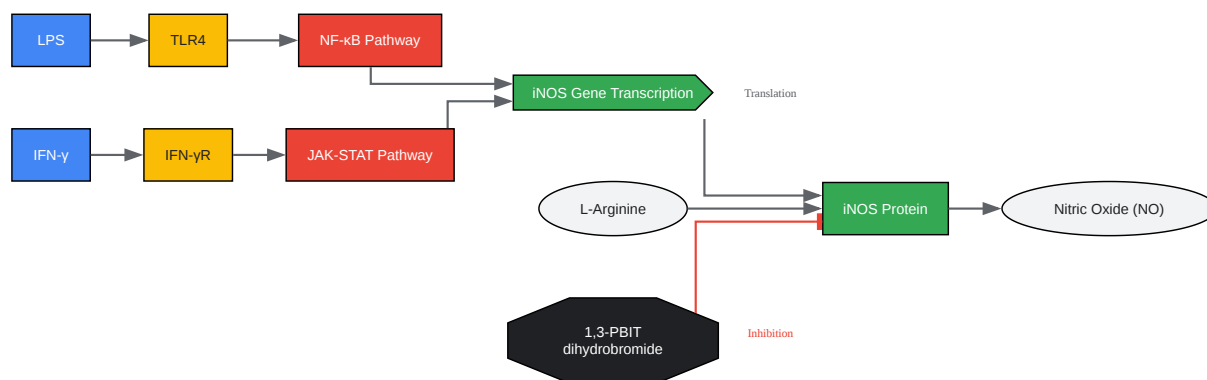 LPS
TLR4
NF-κB Pathway
iNOS Gene Transcription
Translation
IFN-γ
IFN-γR
JAK-STAT Pathway
L-Arginine
iNOS Protein
Nitric Oxide (NO)
1,3-PBIT
dihydrobromide
Inhibition